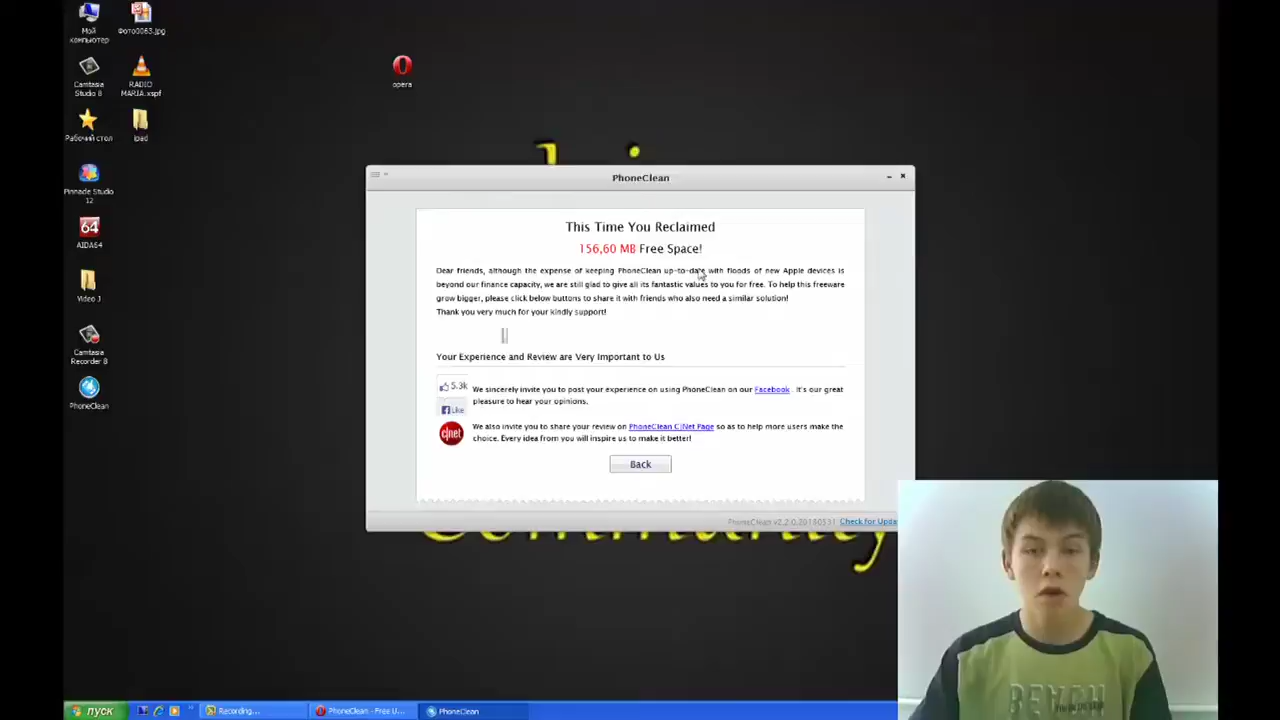 Мой
компьютер
Фото0063.jpg
Camtasia
Studio 8
RADIO
MARIA.xspf
Рабочий стол
ipad
Pinnacle Studio
12
64
AIDA64
Video J
Camtasia
Recorder 8
PhoneClean
opera
PhoneClean
This Time You Reclaimed
156,60 MB Free Space!
Dear friends, although the expense of keeping PhoneClean up-to-date with floods of new Apple devices is
beyond our finance capacity, we are still glad to give all its fantastic values to you for free. To help this freeware
grow bigger, please click below buttons to share it with friends who also need a similar solution!
Thank you very much for your kindly support!
Your Experience and Review are Very Important to Us
5.3k
Like
We sincerely invite you to post your experience on using PhoneClean on our Facebook . It's our great
pleasure to hear your opinions.
c|net
We also invite you to share your review on PhoneClean C|Net Page so as to help more users make the
choice. Every idea from you will inspire us to make it better!
Back
PhoneClean v2.2.0.20130531 Check for Upda
Community
пуск
Recording...
PhoneClean - Free U...
PhoneClean